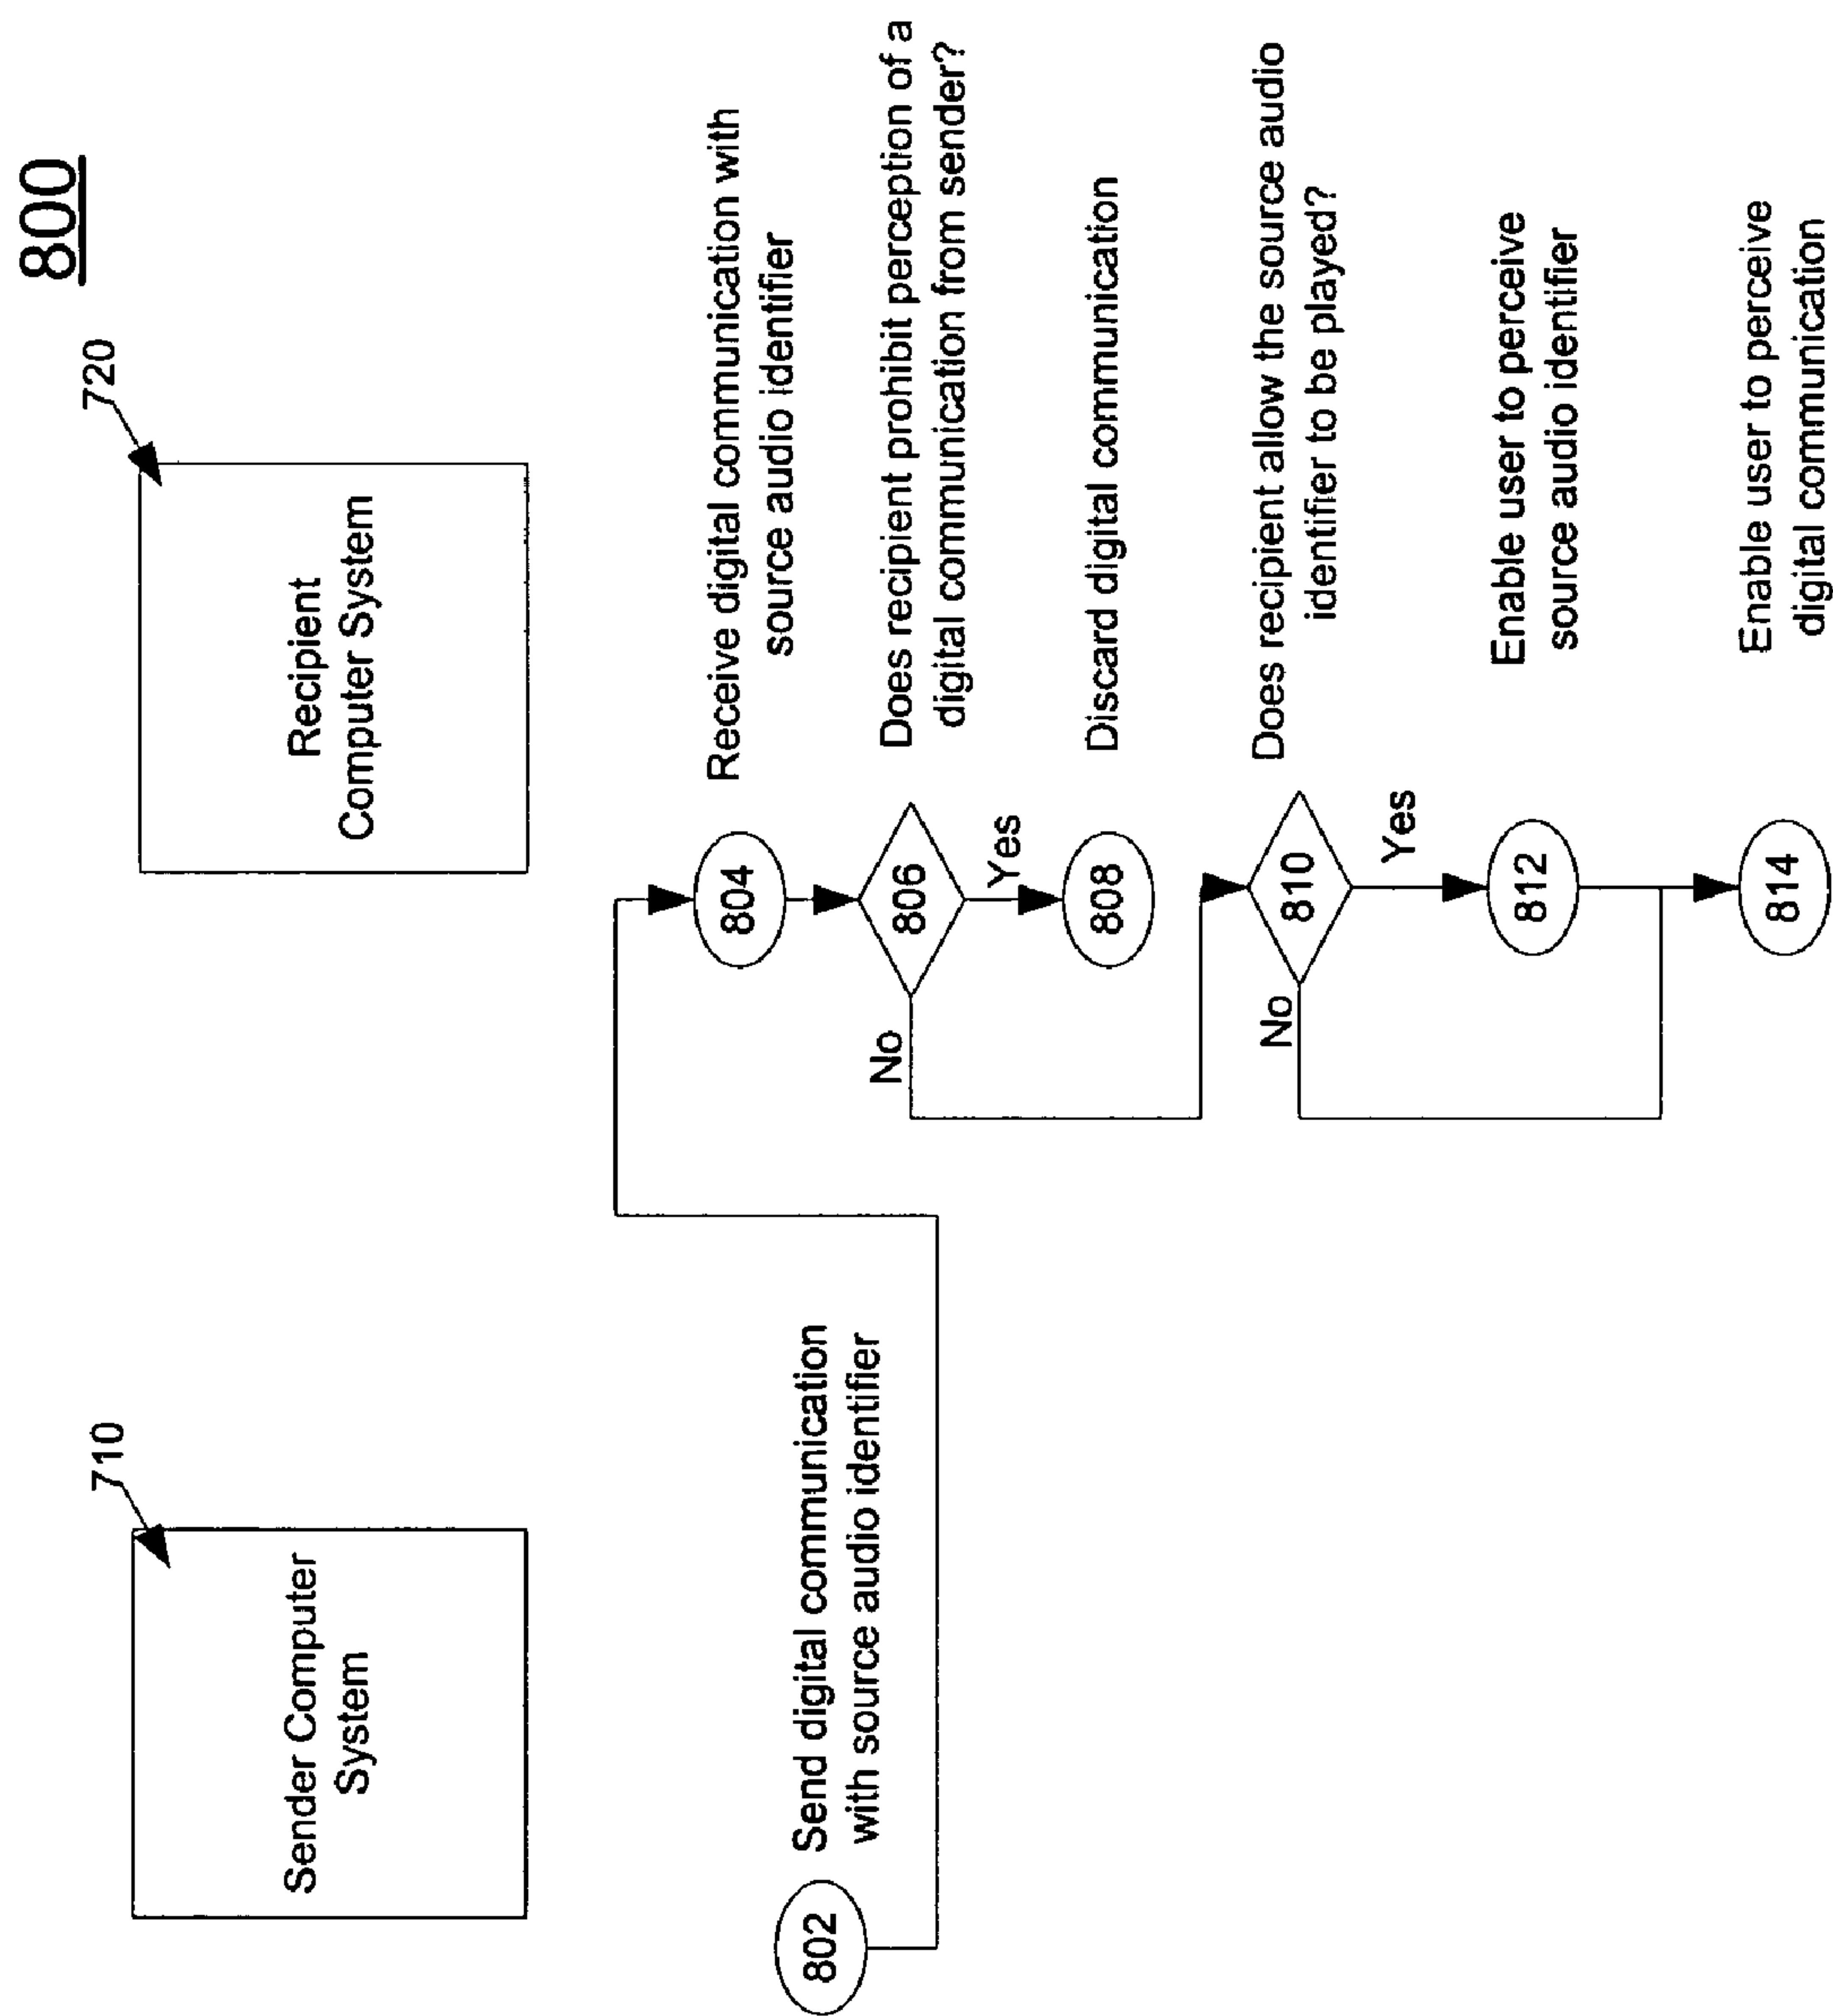 800
710
720
Sender Computer
System
Recipient
Computer System
802
Send digital communication
with source audio identifier
804
Receive digital communication with
source audio identifier
806
Does recipient prohibit perception of a
digital communication from sender?
No
Yes
808
Discard digital communication
810
Does recipient allow the source audio
identifier to be played?
No
Yes
812
Enable user to perceive
source audio identifier
814
Enable user to perceive
digital communication